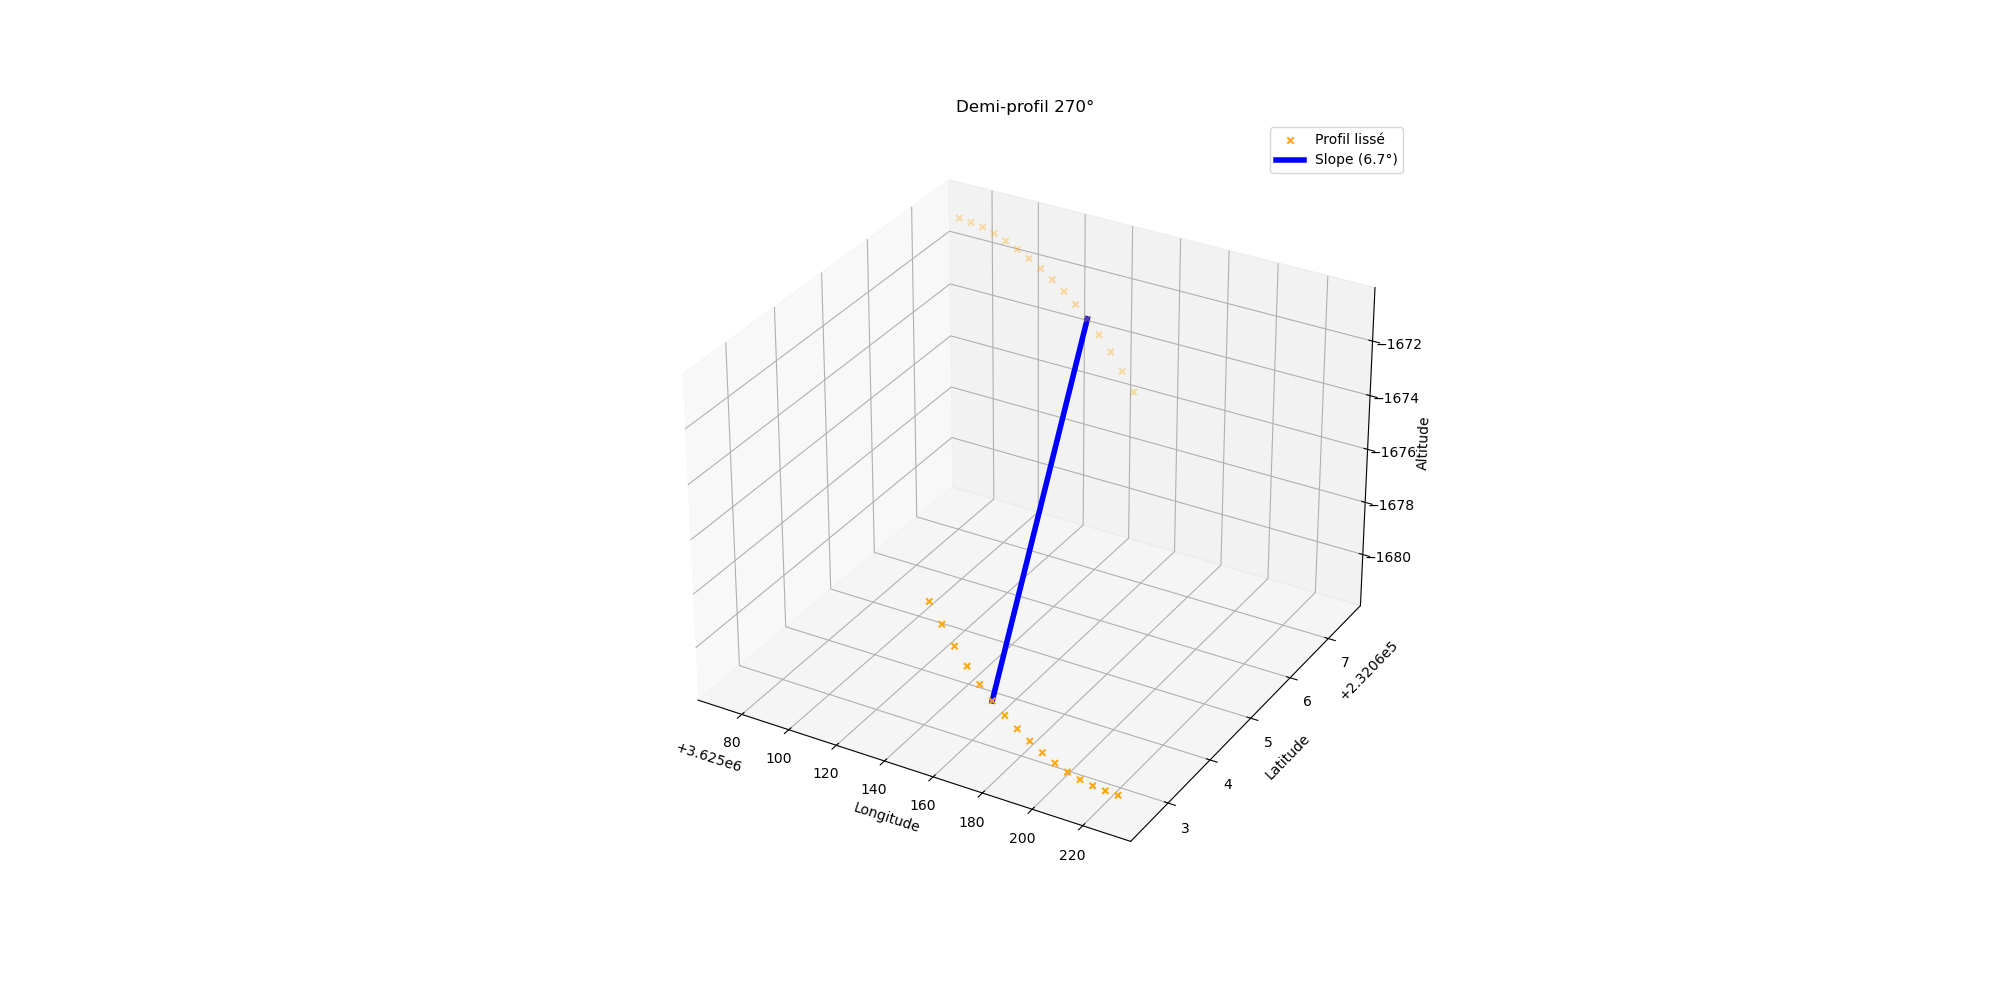 Demi-profil 270°
Profil lissé
Slope (6.7°)
−1672
−1674
−1676
−1678
−1680
Altitude
7
6
5
4
3
+2.3206e5
Latitude
80
100
120
140
160
180
200
220
+3.625e6
Longitude